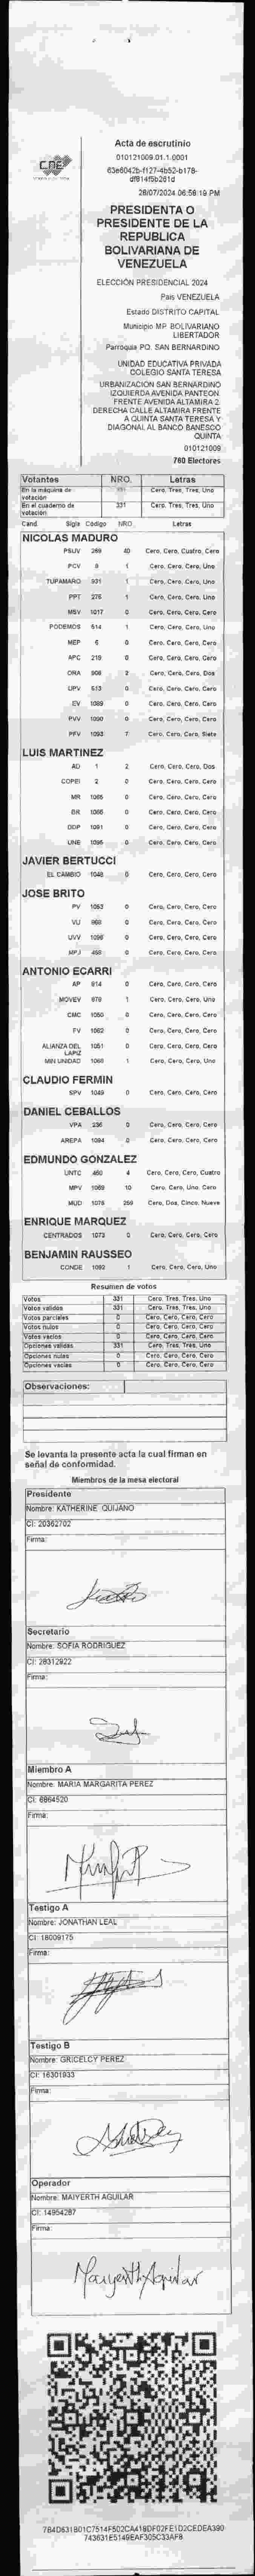 CNE
Acta de escrutinio
010121009.01.1.0001
63e6042b-f127-4b52-b178-
28/07/2024 06:58:19 PM
PRESIDENTA O
PRESIDENTE DE LA
REPUBLICA
BOLIVARIANA DE
VENEZUELA
ELECCIÓN PRESIDENCIAL 2024
País VENEZUELA
Estado DISTRITO CAPITAL
Municipio MP. BOLIVARIANO
LIBERTADOR
Parroquia PQ. SAN BERNARDINO
UNIDAD EDUCATIVA PRIVADA
COLEGIO SANTA TERESA
URBANIZACIÓN SAN BERNARDINO
IZQUIERDA AVENIDA PANTEON.
FRENTE AVENIDA ALTAMIRA 2.
DERECHA CALLE ALTAMIRA FRENTE
A QUINTA SANTA TERESA Y
DIAGONAL AL BANCO BANESCO
QUINTA
010121009
760 Electores
Votantes NRO. Letras
En la máquina de votación 331 Cero, Tres, Tres, Uno
En el cuaderno de votación 331 Cero, Tres, Tres, Uno
Cand Sigla Código NRO. Letras
NICOLAS MADURO
PSUV 269 40 Cero, Cero, Cuatro, Cero
PCV 8 1 Cero, Cero, Cero, Uno
TUPAMARO 931 1 Cero, Cero, Cero, Uno
PPT 275 1 Cero, Cero, Cero, Uno
MSV 1017 0 Cero, Cero, Cero, Cero
PODEMOS 514 1 Cero, Cero, Cero, Uno
MEP 6 0 Cero, Cero, Cero, Cero
APC 219 0 Cero, Cero, Cero, Cero
ORA 906 2 Cero, Cero, Cero, Dos
UPV 513 0 Cero, Cero, Cero, Cero
EV 1089 0 Cero, Cero, Cero, Cero
PVV 1090 0 Cero, Cero, Cero, Cero
PFV 1093 7 Cero, Cero, Cero, Siete
LUIS MARTINEZ
AD 1 2 Cero, Cero, Cero, Dos
COPEI 2 0 Cero, Cero, Cero, Cero
MR 1065 0 Cero, Cero, Cero, Cero
BR 1066 0 Cero, Cero, Cero, Cero
DDP 1091 0 Cero, Cero, Cero, Cero
UNE 1095 0 Cero, Cero, Cero, Cero
JAVIER BERTUCCI
EL CAMBIO 1048 0 Cero, Cero, Cero, Cero
JOSE BRITO
PV 1053 0 Cero, Cero, Cero, Cero
VU 969 0 Cero, Cero, Cero, Cero
UVV 1096 0 Cero, Cero, Cero, Cero
MPJ 458 0 Cero, Cero, Cero, Cero
ANTONIO ECARRI
AP 914 0 Cero, Cero, Cero, Cero
MOVEV 979 1 Cero, Cero, Cero, Uno
CMC 1050 0 Cero, Cero, Cero, Cero
FV 1062 0 Cero, Cero, Cero, Cero
ALIANZA DEL LAPIZ 1051 0 Cero, Cero, Cero, Cero
MIN UNIDAD 1068 1 Cero, Cero, Cero, Uno
CLAUDIO FERMIN
SPV 1049 0 Cero, Cero, Cero, Cero
DANIEL CEBALLOS
VPA 236 0 Cero, Cero, Cero, Cero
AREPA 1094 0 Cero, Cero, Cero, Cero
EDMUNDO GONZALEZ
UNTC 460 4 Cero, Cero, Cero, Cuatro
MPV 1069 10 Cero, Cero, Uno, Cero
MUD 1075 259 Cero, Dos, Cinco, Nueve
ENRIQUE MARQUEZ
CENTRADOS 1073 0 Cero, Cero, Cero, Cero
BENJAMIN RAUSSEO
CONDE 1092 1 Cero, Cero, Cero, Uno
Resumen de votos
Votos 331 Cero, Tres, Tres, Uno
Votos validos 331 Cero, Tres, Tres, Uno
Votos parciales 0 Cero, Cero, Cero, Cero
Votos nulos 0 Cero, Cero, Cero, Cero
Votos vacíos 0 Cero, Cero, Cero, Cero
Opciones validas 331 Cero, Tres, Tres, Uno
Opciones nulas 0 Cero, Cero, Cero, Cero
Opciones vacías 0 Cero, Cero, Cero, Cero
Observaciones:
Se levanta la presente acta la cual firman en
señal de conformidad.
Miembros de la mesa electoral
Presidente
Nombre: KATHERINE QUIJANO
CI: 20362702
Firma:
Secretario
Nombre: SOFIA RODRIGUEZ
CI: 28312922
Firma:
Miembro A
Nombre: MARIA MARGARITA PEREZ
CI: 6864520
Firma:
Testigo A
Nombre: JONATHAN LEAL
CI: 18009175
Firma:
Testigo B
Nombre: GRICELCY PEREZ
CI: 16301933
Firma:
Operador
Nombre: MAIYERTH AGUILAR
CI: 14954287
Firma:
Maiyerth Aguilar
7B4D631B01C7514F502CA419DF02FE1D2CEDEA390
743631E5149EAF305C33AF8